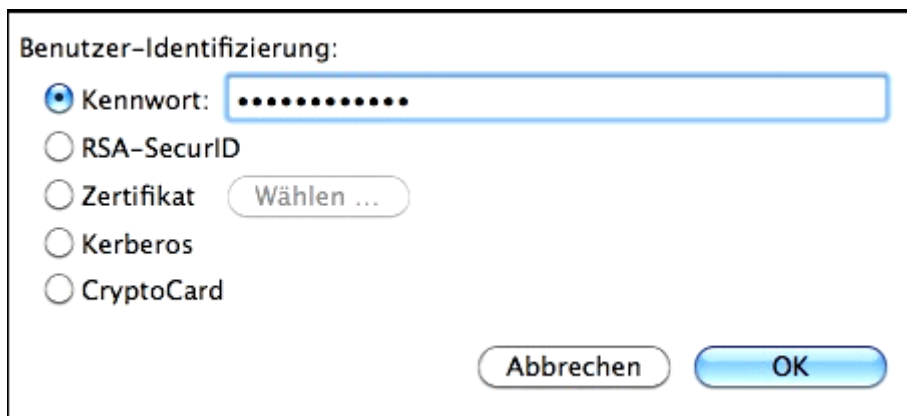 Benutzer-Identifizierung:
Kennwort: ••••••••••••
RSA-SecurID
Zertifikat Wählen ...
Kerberos
CryptoCard
Abbrechen OK